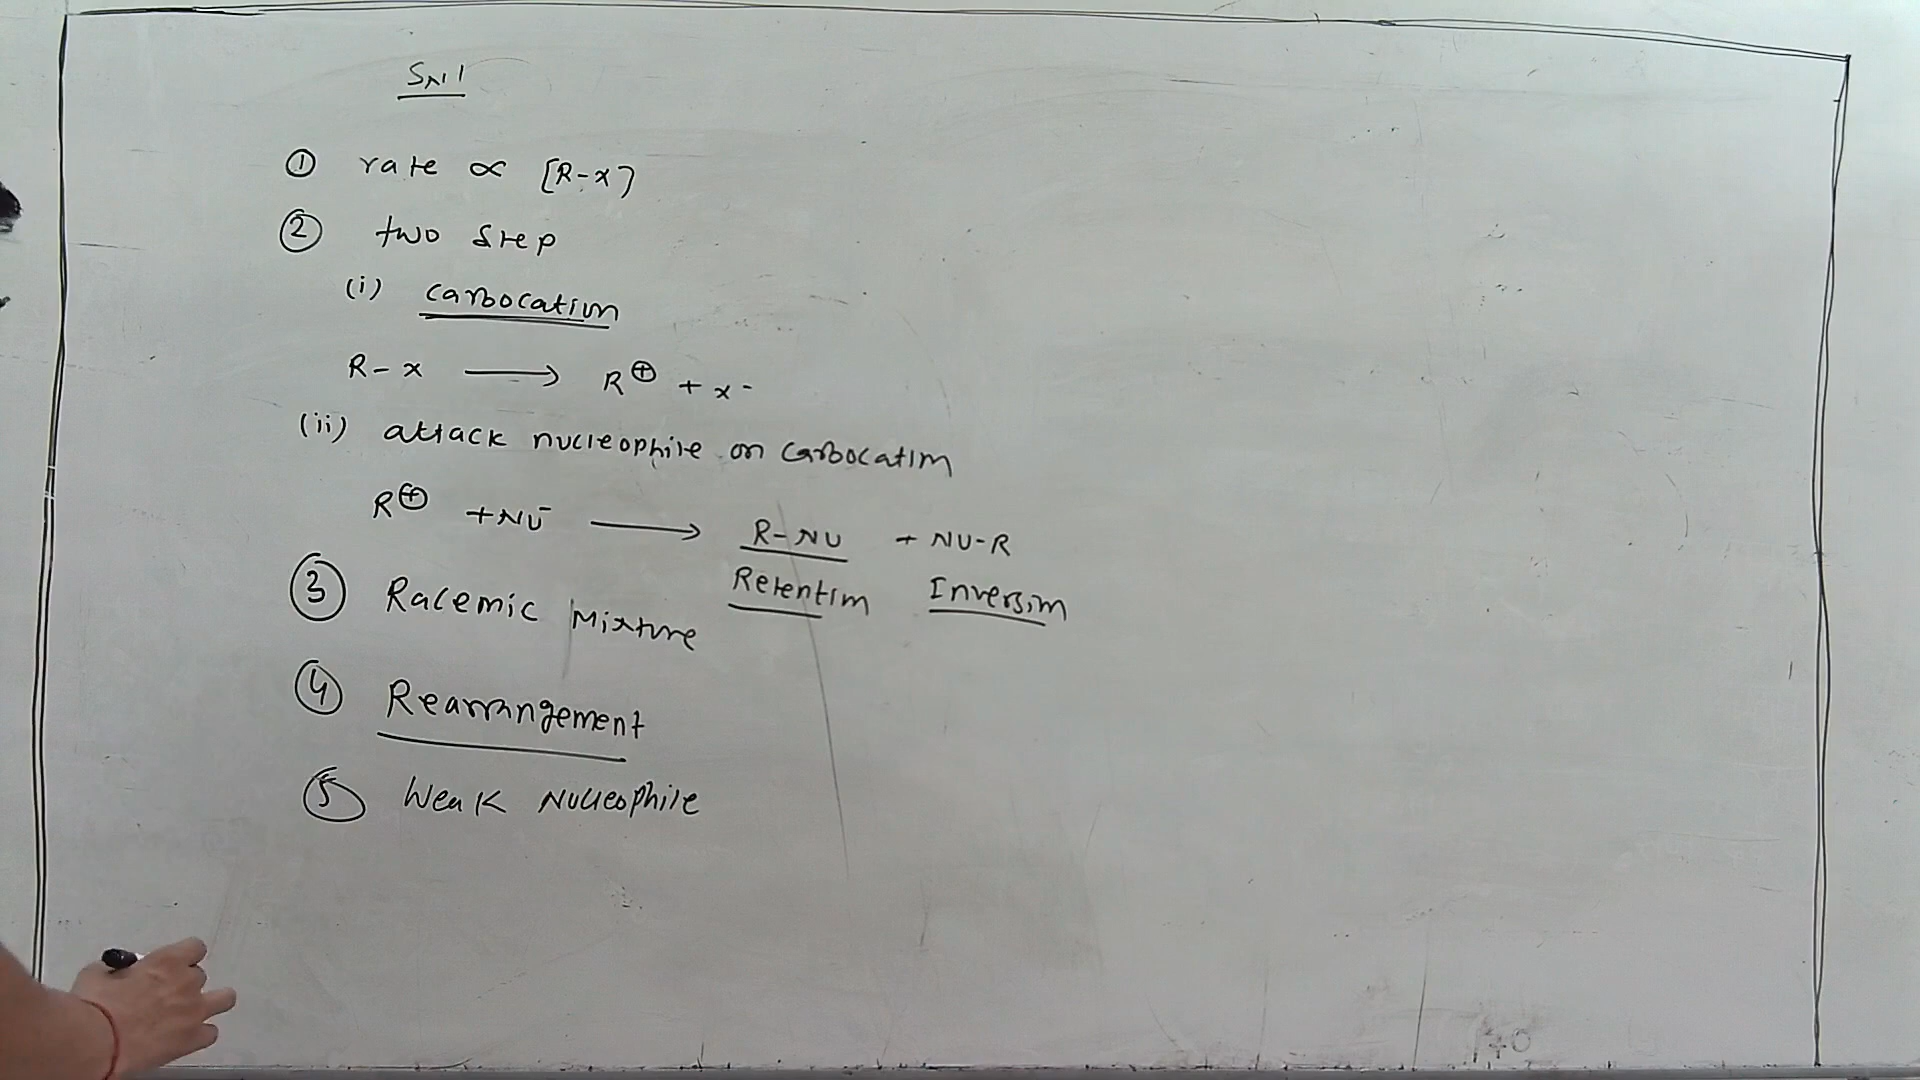 SN1
① rate ∝ [R-x]
② two step
(i) carbocation
R-x ⟶ R⊕ + x-
(ii) attack nucleophile on carbocation
R⊕ + Nu- ⟶ R-NU + NU-R
Retention Inversion
③ Racemic Mixture
④ Rearrangement
⑤ Weak Nucleophile